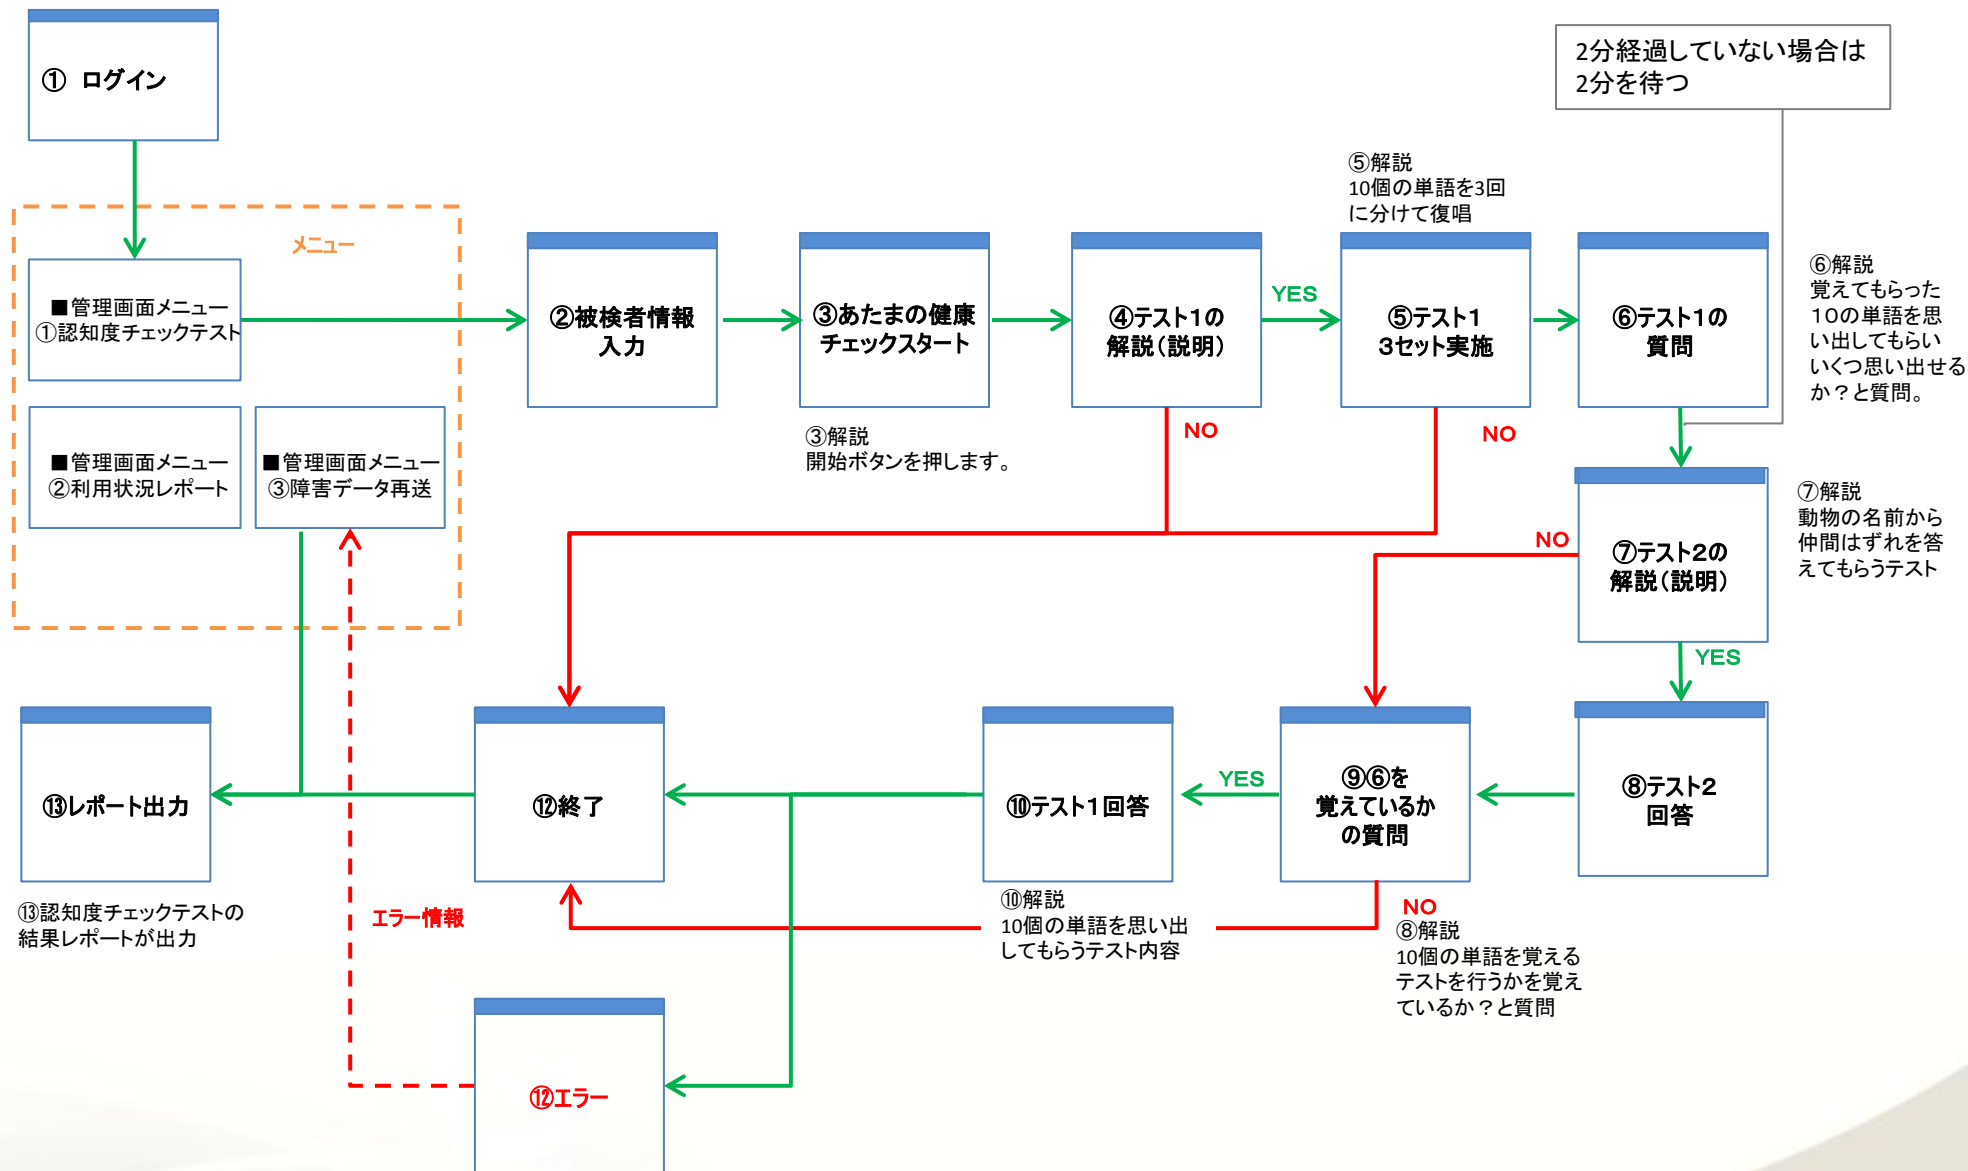 ① ログイン
2分経過していない場合は
2分を待つ
メニュー
■管理画面メニュー
①認知度チェックテスト
■管理画面メニュー
②利用状況レポート
■管理画面メニュー
③障害データ再送
②被検者情報
入力
③あたまの健康
チェックスタート
③解説
開始ボタンを押します。
④テスト1の
解説(説明)
YES
NO
⑤解説
10個の単語を3回
に分けて復唱
⑤テスト1
3セット実施
NO
⑥テスト1の
質問
⑥解説
覚えてもらった
10の単語を思
い出してもらい
いくつ思い出せる
か?と質問。
⑦テスト2の
解説(説明)
NO
YES
⑦解説
動物の名前から
仲間はずれを答
えてもらうテスト
⑧テスト2
回答
⑨⑥を
覚えているか
の質問
YES
NO
⑧解説
10個の単語を覚える
テストを行うかを覚え
ているか?と質問
⑩テスト1回答
⑩解説
10個の単語を思い出
してもらうテスト内容
⑫終了
⑬レポート出力
⑬認知度チェックテストの
結果レポートが出力
エラー情報
⑫エラー